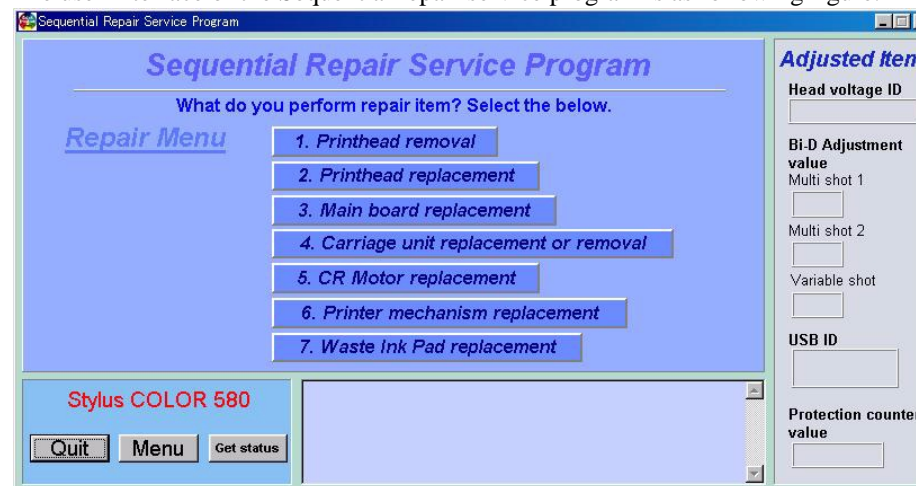 Sequential Repair Service Program
Sequential Repair Service Program
What do you perform repair item? Select the below.
Repair Menu
1. Printhead removal
2. Printhead replacement
3. Main board replacement
4. Carriage unit replacement or removal
5. CR Motor replacement
6. Printer mechanism replacement
7. Waste Ink Pad replacement
Stylus COLOR 580
Quit Menu Get status
Adjusted
Head voltage ID
Bi-D Adjustment
value
Multi shot 1
Multi shot 2
Variable shot
USB ID
Protection counter
value